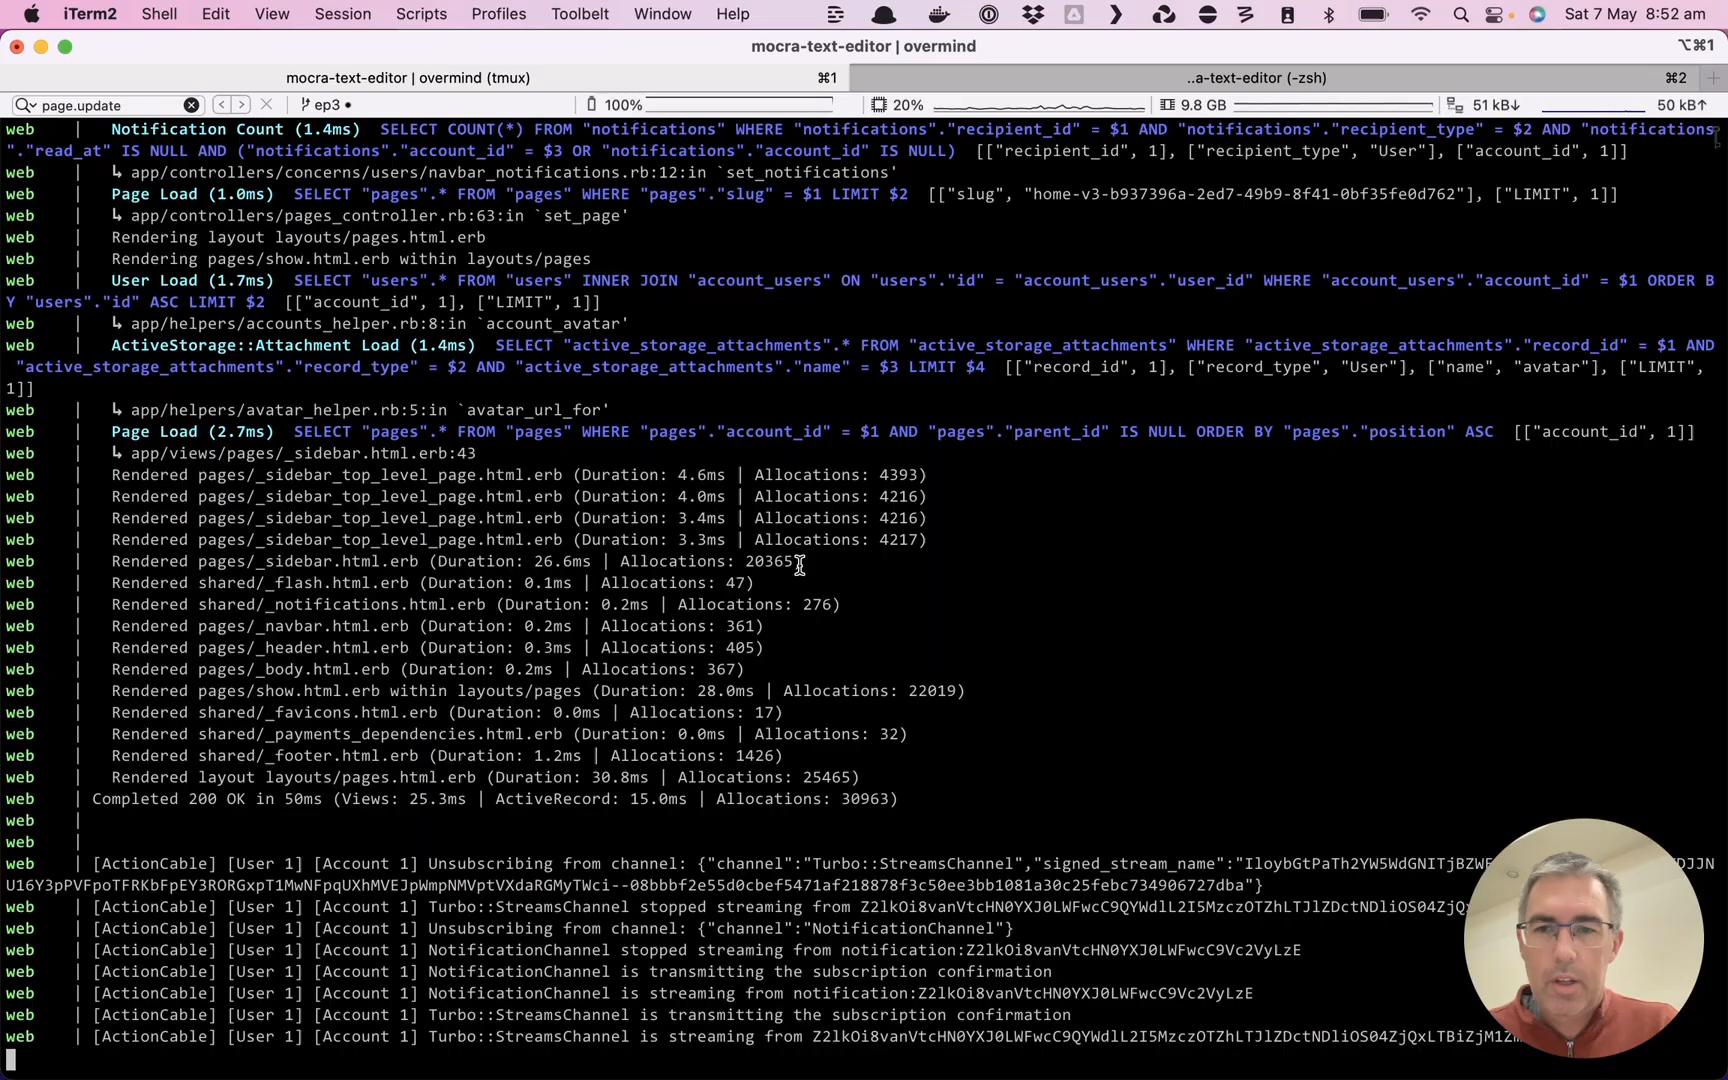 iTerm2 Shell Edit View Session Scripts Profiles Toolbelt Window Help Sat 7 May 8:52 am
mocra-text-editor | overmind ⌥⌘1
mocra-text-editor | overmind (tmux) ⌘1 ..a-text-editor (-zsh) ⌘2
page.update ep3 • 100% 20% 9.8 GB 51 kB↓ 50 kB↑
web | Notification Count (1.4ms) SELECT COUNT(*) FROM "notifications" WHERE "notifications"."recipient_id" = $1 AND "notifications"."recipient_type" = $2 AND "notifications
"."read_at" IS NULL AND ("notifications"."account_id" = $3 OR "notifications"."account_id" IS NULL) [["recipient_id", 1], ["recipient_type", "User"], ["account_id", 1]]
web | ↳ app/controllers/concerns/users/navbar_notifications.rb:12:in `set_notifications'
web | Page Load (1.0ms) SELECT "pages".* FROM "pages" WHERE "pages"."slug" = $1 LIMIT $2 [["slug", "home-v3-b937396a-2ed7-49b9-8f41-0bf35fe0d762"], ["LIMIT", 1]]
web | ↳ app/controllers/pages_controller.rb:63:in `set_page'
web | Rendering layout layouts/pages.html.erb
web | Rendering pages/show.html.erb within layouts/pages
web | User Load (1.7ms) SELECT "users".* FROM "users" INNER JOIN "account_users" ON "users"."id" = "account_users"."user_id" WHERE "account_users"."account_id" = $1 ORDER B
Y "users"."id" ASC LIMIT $2 [["account_id", 1], ["LIMIT", 1]]
web | ↳ app/helpers/accounts_helper.rb:8:in `account_avatar'
web | ActiveStorage::Attachment Load (1.4ms) SELECT "active_storage_attachments".* FROM "active_storage_attachments" WHERE "active_storage_attachments"."record_id" = $1 AND
"active_storage_attachments"."record_type" = $2 AND "active_storage_attachments"."name" = $3 LIMIT $4 [["record_id", 1], ["record_type", "User"], ["name", "avatar"], ["LIMIT",
1]]
web | ↳ app/helpers/avatar_helper.rb:5:in `avatar_url_for'
web | Page Load (2.7ms) SELECT "pages".* FROM "pages" WHERE "pages"."account_id" = $1 AND "pages"."parent_id" IS NULL ORDER BY "pages"."position" ASC [["account_id", 1]]
web | ↳ app/views/pages/_sidebar.html.erb:43
web | Rendered pages/_sidebar_top_level_page.html.erb (Duration: 4.6ms | Allocations: 4393)
web | Rendered pages/_sidebar_top_level_page.html.erb (Duration: 4.0ms | Allocations: 4216)
web | Rendered pages/_sidebar_top_level_page.html.erb (Duration: 3.4ms | Allocations: 4216)
web | Rendered pages/_sidebar_top_level_page.html.erb (Duration: 3.3ms | Allocations: 4217)
web | Rendered pages/_sidebar.html.erb (Duration: 26.6ms | Allocations: 20365)
web | Rendered shared/_flash.html.erb (Duration: 0.1ms | Allocations: 47)
web | Rendered shared/_notifications.html.erb (Duration: 0.2ms | Allocations: 276)
web | Rendered pages/_navbar.html.erb (Duration: 0.2ms | Allocations: 361)
web | Rendered pages/_header.html.erb (Duration: 0.3ms | Allocations: 405)
web | Rendered pages/_body.html.erb (Duration: 0.2ms | Allocations: 367)
web | Rendered pages/show.html.erb within layouts/pages (Duration: 28.0ms | Allocations: 22019)
web | Rendered shared/_favicons.html.erb (Duration: 0.0ms | Allocations: 17)
web | Rendered shared/_payments_dependencies.html.erb (Duration: 0.0ms | Allocations: 32)
web | Rendered shared/_footer.html.erb (Duration: 1.2ms | Allocations: 1426)
web | Rendered layout layouts/pages.html.erb (Duration: 30.8ms | Allocations: 25465)
web | Completed 200 OK in 50ms (Views: 25.3ms | ActiveRecord: 15.0ms | Allocations: 30963)
web |
web |
web | [ActionCable] [User 1] [Account 1] Unsubscribing from channel: {"channel":"Turbo::StreamsChannel","signed_stream_name":"IloybGtPaTh2YW5WdGNITjBZWE DJJN
U16Y3pPVFpoTFRKbFpEY3RORGxpT1MwNFpqUXhMVEJpWmpNMVptVXdaRGMyTWci--08bbbf2e55d0cbef5471af218878f3c50ee3bb1081a30c25febc734906727dba"}
web | [ActionCable] [User 1] [Account 1] Turbo::StreamsChannel stopped streaming from Z2lkOi8vanVtcHN0YXJ0LWFwcC9QYWdlL2I5MzczOTZhLTJlZDctNDliOS04ZjQx
web | [ActionCable] [User 1] [Account 1] Unsubscribing from channel: {"channel":"NotificationChannel"}
web | [ActionCable] [User 1] [Account 1] NotificationChannel stopped streaming from notification:Z2lkOi8vanVtcHN0YXJ0LWFwcC9Vc2VyLzE
web | [ActionCable] [User 1] [Account 1] NotificationChannel is transmitting the subscription confirmation
web | [ActionCable] [User 1] [Account 1] NotificationChannel is streaming from notification:Z2lkOi8vanVtcHN0YXJ0LWFwcC9Vc2VyLzE
web | [ActionCable] [User 1] [Account 1] Turbo::StreamsChannel is transmitting the subscription confirmation
web | [ActionCable] [User 1] [Account 1] Turbo::StreamsChannel is streaming from Z2lkOi8vanVtcHN0YXJ0LWFwcC9QYWdlL2I5MzczOTZhLTJlZDctNDliOS04ZjQxLTBiZjM1Zm